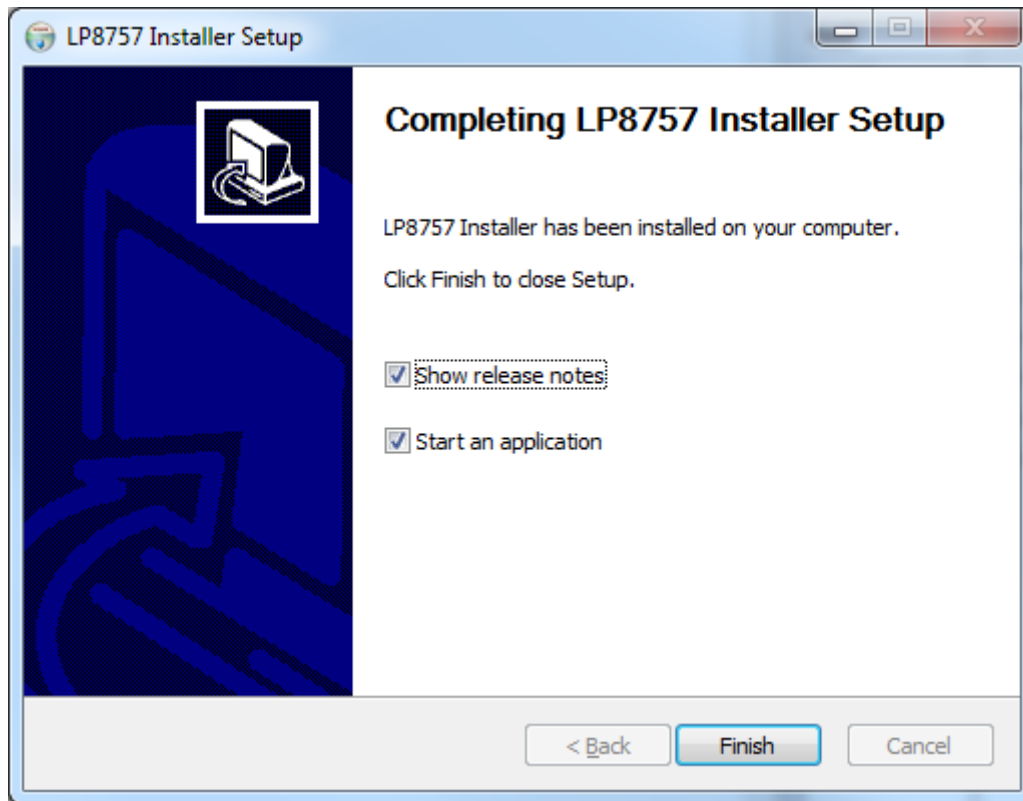 LP8757 Installer Setup
Completing LP8757 Installer Setup
LP8757 Installer has been installed on your computer.
Click Finish to close Setup.
Show release notes
Start an application
< Back
Finish
Cancel